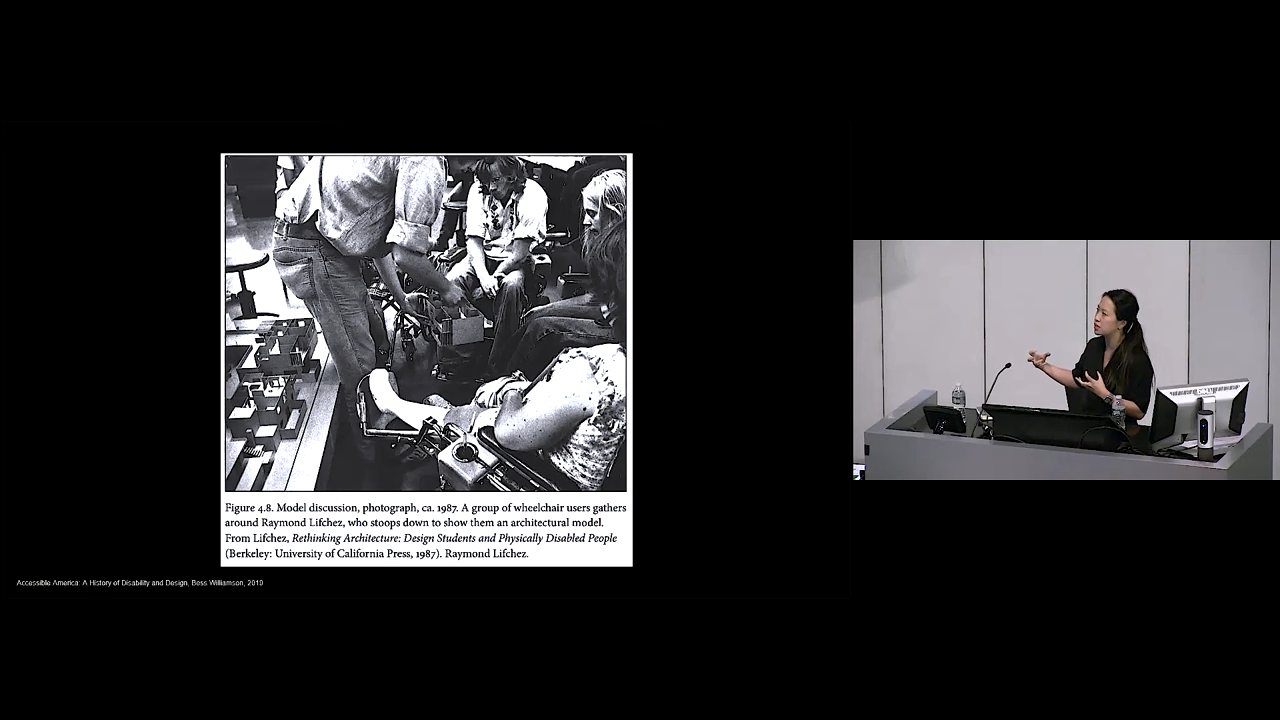 Figure 4.8. Model discussion, photograph, ca. 1987. A group of wheelchair users gathers
around Raymond Lifchez, who stoops down to show them an architectural model.
From Lifchez, Rethinking Architecture: Design Students and Physically Disabled People
(Berkeley: University of California Press, 1987). Raymond Lifchez.
Accessible America: A History of Disability and Design, Bess Williamson, 2019